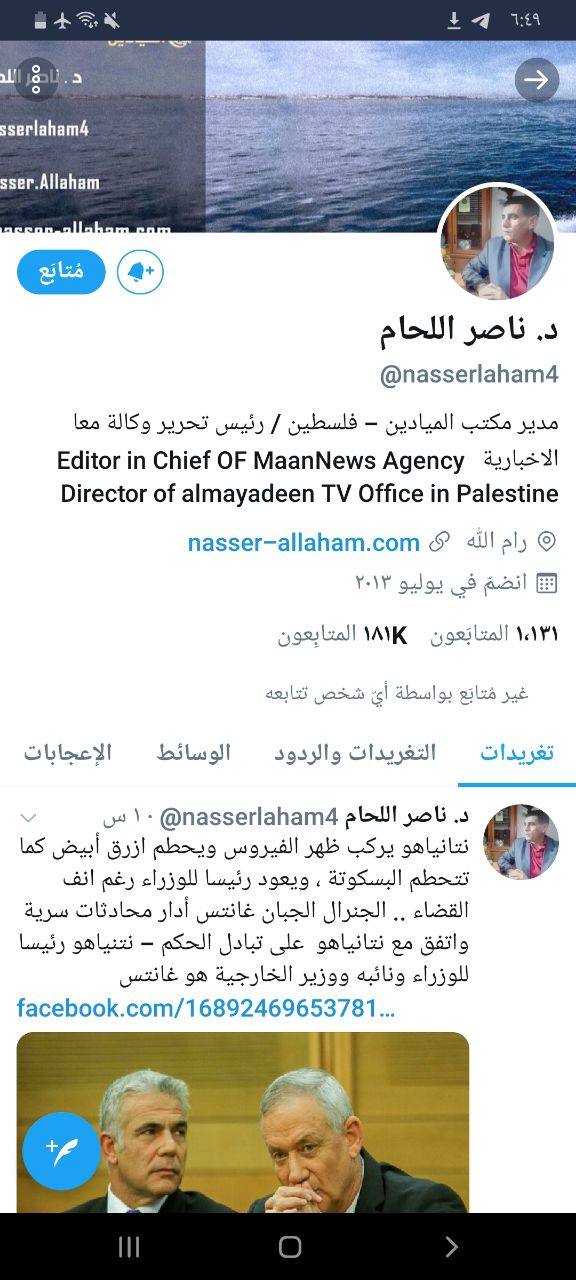 ٦:٤٩
د . ناصر
sserlaham4
sser.Allaham
nasser-allaham.com
مُتابَع
د. ناصر اللحام
@nasserlaham4
مدير مكتب الميادين – فلسطين / رئيس تحرير وكالة معا
الاخبارية Editor in Chief OF MaanNews Agency
Director of almayadeen TV Office in Palestine
رام الله nasser-allaham.com
انضمّ في يوليو ٢٠١٣
١،١٣١ المتابَعون ١٨١K المتابِعون
غير مُتابَع بواسطة أيّ شخص تتابعه
تغريدات التغريدات والردود الوسائط الإعجابات
د. ناصر اللحام @nasserlaham4 · ١٠ س
نتانياهو يركب ظهر الفيروس ويحطم ازرق أبيض كما
تتحطم البسكوتة ، ويعود رئيسا للوزراء رغم انف
القضاء .. الجنرال الجبان غانتس أدار محادثات سرية
واتفق مع نتانياهو على تبادل الحكم – نتنياهو رئيسا
للوزراء ونائبه ووزير الخارجية هو غانتس
facebook.com/16892469653781…